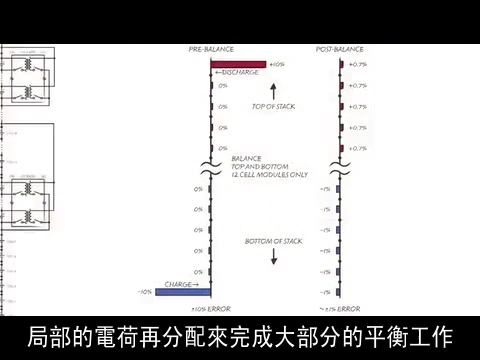 PRE-BALANCE
POST-BALANCE
+10%
+0.7%
←DISCHARGE
0%
+0.7%
0%
+0.7%
TOP OF STACK
0%
+0.7%
0%
+0.7%
BALANCE
TOP AND BOTTOM
12 CELL MODULES ONLY
0%
-1%
0%
-1%
0%
-1%
BOTTOM OF STACK
0%
-1%
0%
-1%
CHARGE→
-10%
-1%
±10% ERROR
~±1% ERROR
局部的電荷再分配來完成大部分的平衡工作